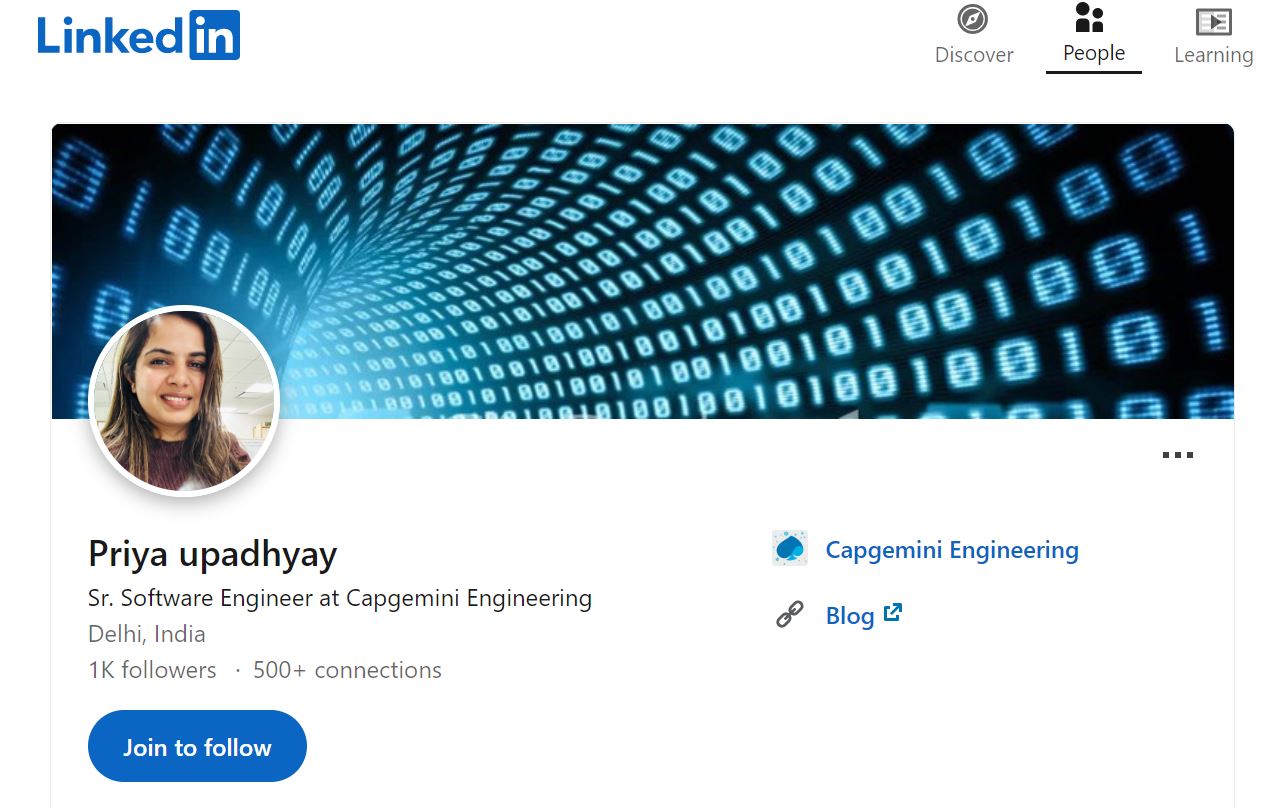 LinkedIn
Discover
People
Learning
Priya upadhyay
Sr. Software Engineer at Capgemini Engineering
Delhi, India
1K followers · 500+ connections
Join to follow
Capgemini Engineering
Blog